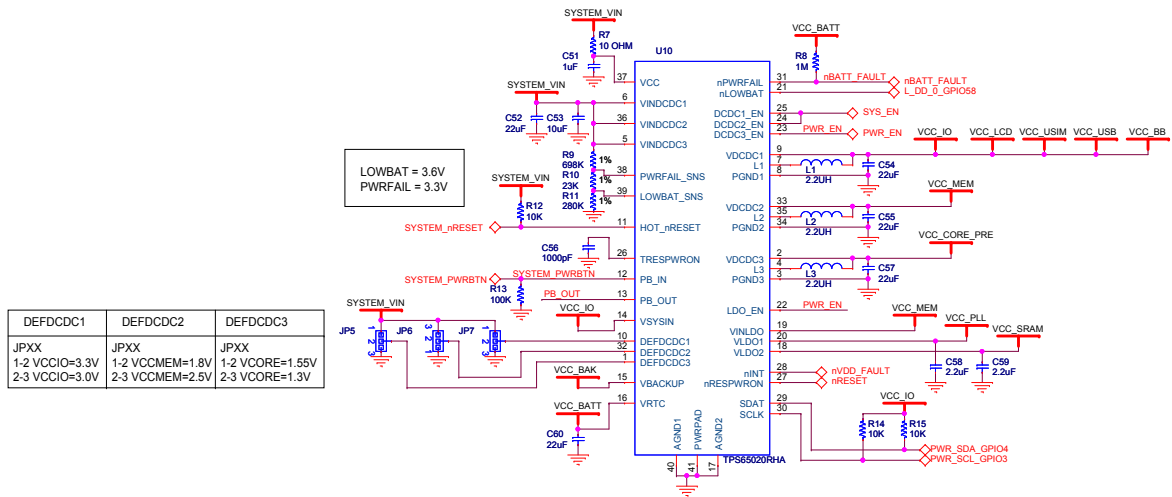 SYSTEM_VIN
R7
10 OHM
C51
1uF
U10
VCC_BATT
R8
1M
37
VCC
nPWRFAIL
31
nBATT_FAULT
nBATT_FAULT
nLOWBAT
21
L_DD_0_GPIO58
SYSTEM_VIN
6
VINDCDC1
C52
22uF
C53
10uF
DCDC1_EN
25
SYS_EN
DCDC2_EN
24
DCDC3_EN
23
PWR_EN
PWR_EN
36
VINDCDC2
5
VINDCDC3
VCC_IO
VCC_LCD
VCC_USIM
VCC_USB
VCC_BB
VDCDC1
9
L1
7
PGND1
8
L1
2.2UH
C54
22uF
LOWBAT = 3.6V
PWRFAIL = 3.3V
R9
698K
1%
R10
23K
1%
R11
280K
1%
38
PWRFAIL_SNS
39
LOWBAT_SNS
SYSTEM_VIN
R12
10K
SYSTEM_nRESET
11
HOT_nRESET
VCC_MEM
VDCDC2
33
L2
35
PGND2
34
L2
2.2UH
C55
22uF
VCC_CORE_PRE
C56
1000pF
26
TRESPWRON
VDCDC3
2
L3
4
PGND3
3
L3
2.2UH
C57
22uF
SYSTEM_PWRBTN
SYSTEM_PWRBTN
12
PB_IN
R13
100K
PB_OUT
13
PB_OUT
LDO_EN
22
PWR_EN
VCC_IO
14
VSYSIN
VINLDO
19
VCC_MEM
VLDO1
20
VCC_PLL
VLDO2
18
VCC_SRAM
C58
2.2uF
C59
2.2uF
SYSTEM_VIN
JP5
1
2
3
JP6
3
2
1
JP7
1
2
3
10
DEFDCDC1
32
DEFDCDC2
1
DEFDCDC3
DEFDCDC1 DEFDCDC2 DEFDCDC3
JPXX JPXX JPXX
1-2 VCCIO=3.3V 1-2 VCCMEM=1.8V 1-2 VCORE=1.55V
2-3 VCCIO=3.0V 2-3 VCCMEM=2.5V 2-3 VCORE=1.3V
nINT
28
nVDD_FAULT
nRESPWRON
27
nRESET
VCC_BAK
15
VBACKUP
VCC_BATT
16
VRTC
C60
22uF
SDAT
29
SCLK
30
VCC_IO
R14
10K
R15
10K
PWR_SDA_GPIO4
PWR_SCL_GPIO3
AGND1
PWRPAD
AGND2
40
41
17
TPS65020RHA